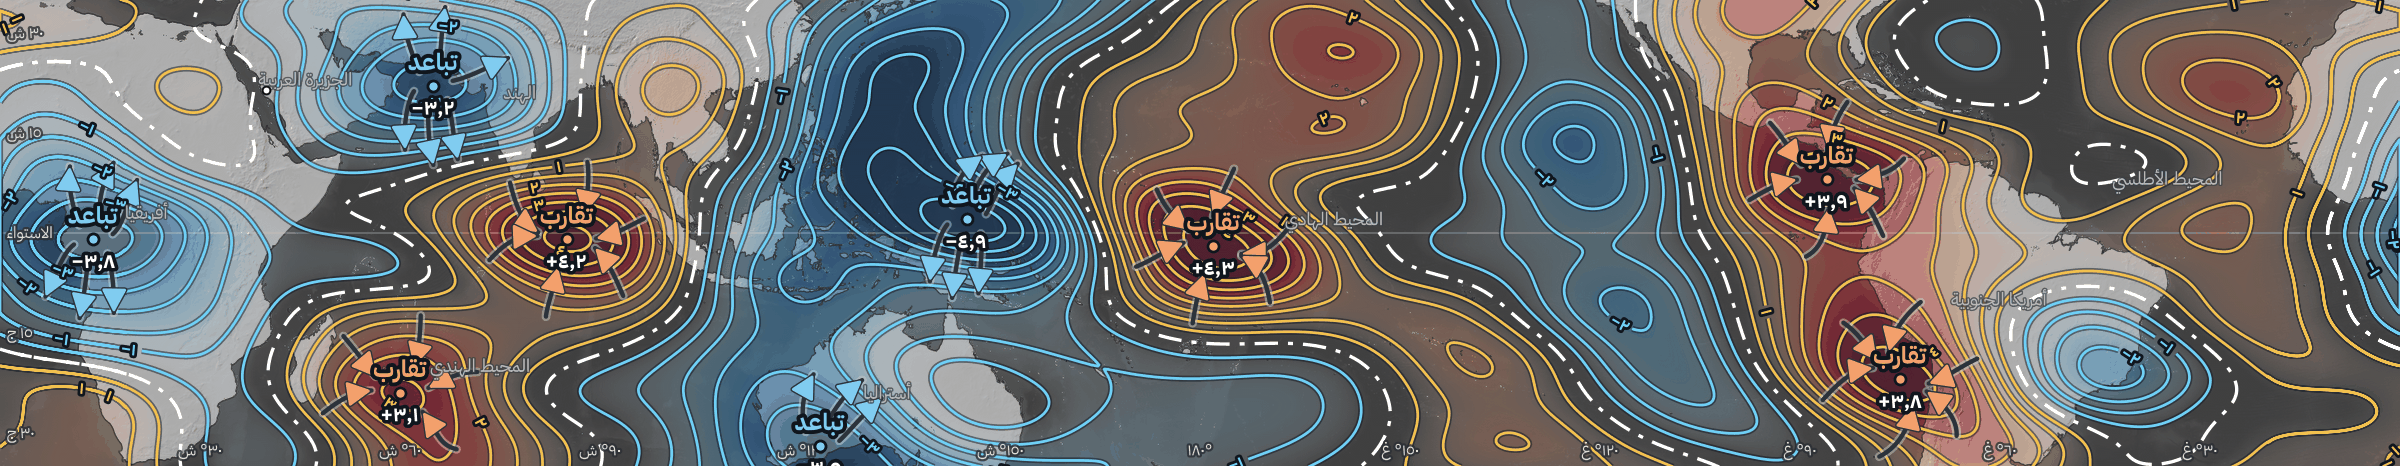 ٣٠ ش
١٥ ش
الاستواء
١٥ ج
٣٠ ج
٣٠° ش
٦٠° ش
٩٠° ش
١٥٠° ش
١٨٠°
١٥٠° غ
١٢٠° غ
٩٠° غ
٦٠° غ
٣٠° غ
الجزيرة العربية
الهند
أفريقيا
المحيط الهندي
أستراليا
المحيط الهادي
المحيط الأطلسي
أمريكا الجنوبية
تباعد
−٣,٢
تباعد
−٣,٨
تقارب
+٤,٢
تقارب
+٣,١
تباعد
−٤,٩
تباعد
تقارب
+٤,٣
تقارب
+٣,٩
تقارب
+٣,٨